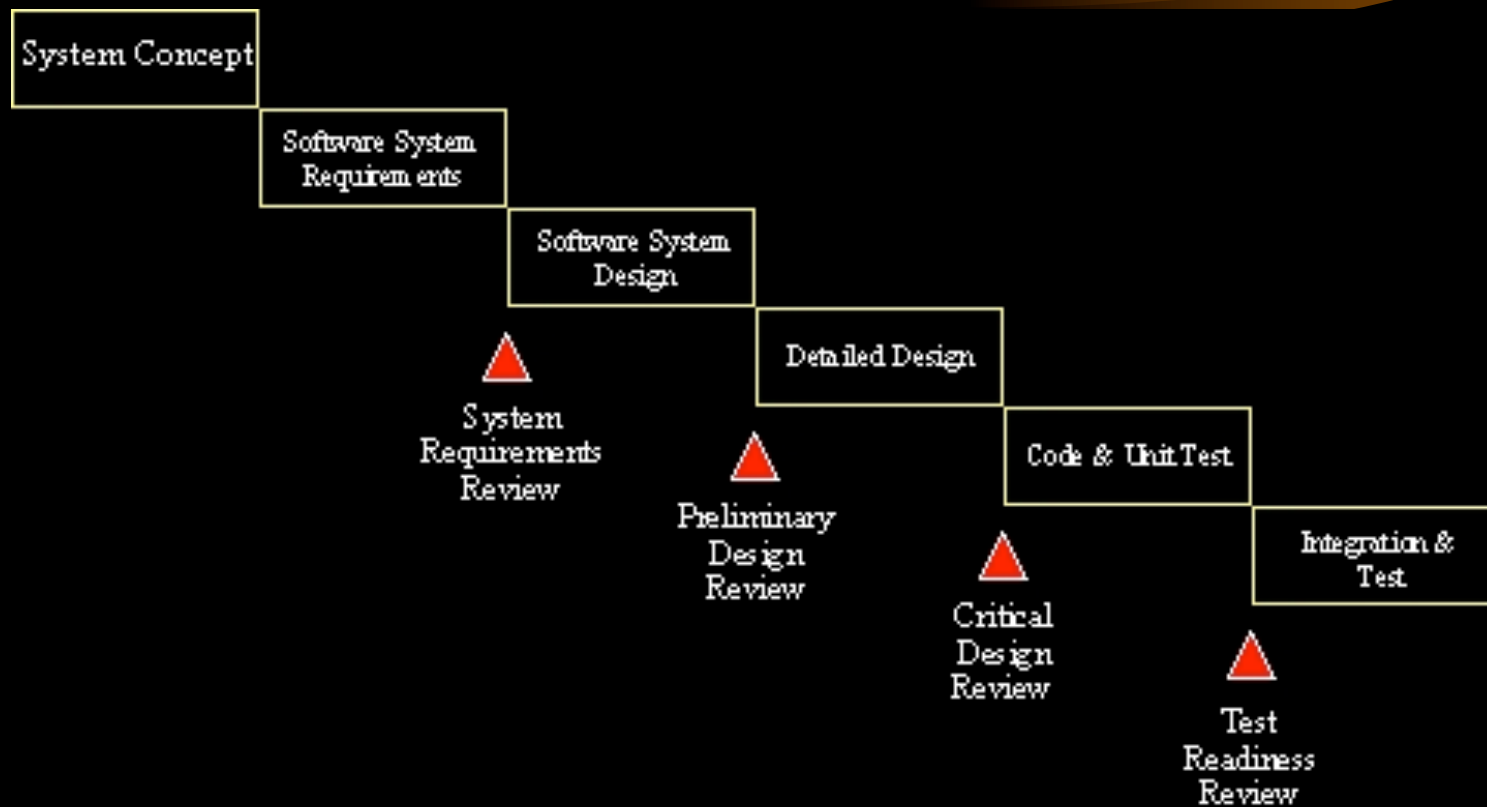 System Concept
Software System
Requirements
Software System
Design
Detailed Design
System
Requirements
Review
Code & Unit Test
Preliminary
Design
Review
Integration &
Test
Critical
Design
Review
Test
Readiness
Review